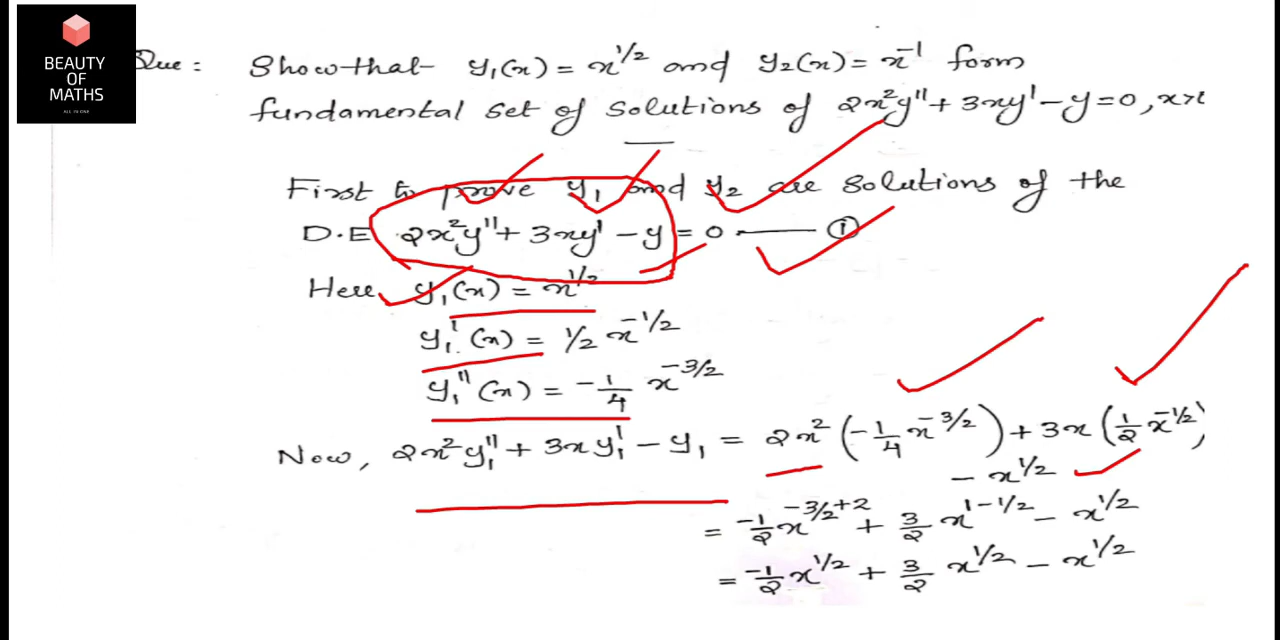 BEAUTY
OF
MATHS
ALL IN ONE
Que : Show that y₁(x) = x^{1/2} and y₂(x) = x^{-1} form
fundamental set of solutions of 2x²y'' + 3xy' - y = 0, x>
First to prove y₁ and y₂ are solutions of the
D.E 2x²y'' + 3xy' - y = 0 —— ①
Here, y₁(x) = x^{1/2}
y₁'(x) = 1/2 x^{-1/2}
y₁''(x) = -1/4 x^{-3/2}
Now, 2x²y₁'' + 3xy₁' - y₁ = 2x² (-1/4 x^{-3/2}) + 3x (1/2 x^{-1/2})
- x^{1/2}
= -1/2 x^{-3/2+2} + 3/2 x^{1-1/2} - x^{1/2}
= -1/2 x^{1/2} + 3/2 x^{1/2} - x^{1/2}